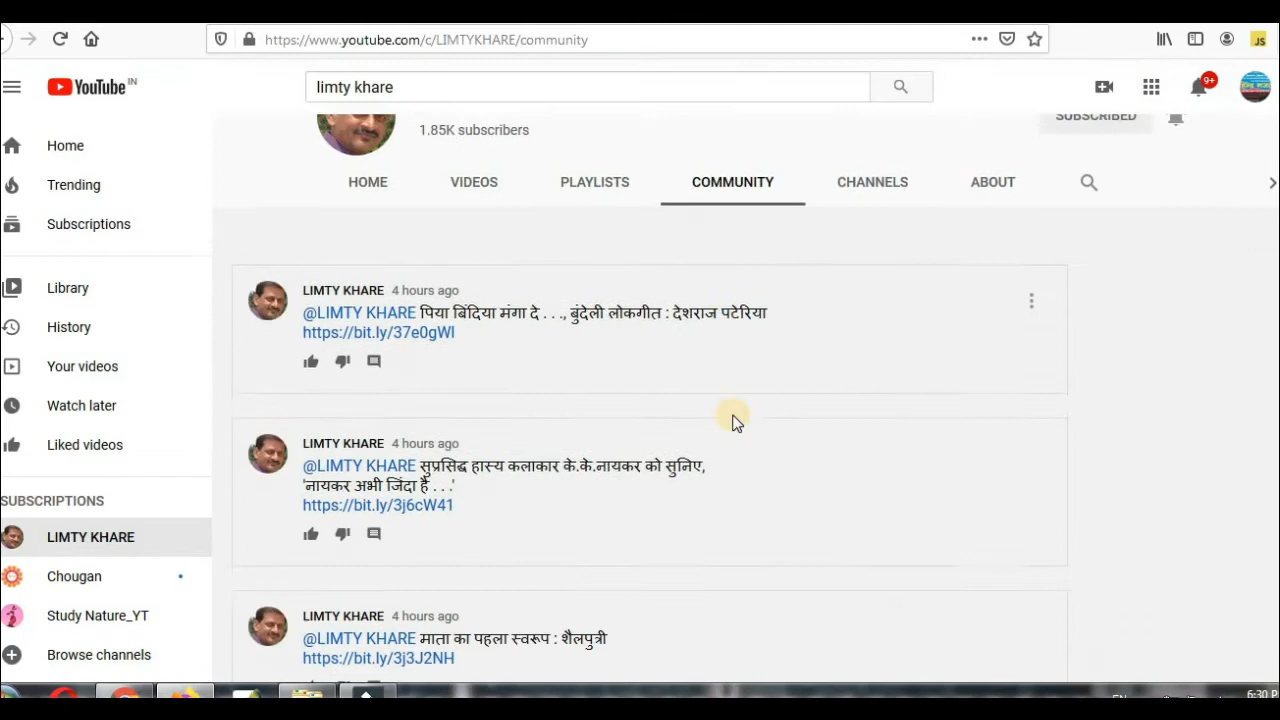 https://www.youtube.com/c/LIMTYKHARE/community
JS
YouTube IN
limty khare
9+
1.85K subscribers
SUBSCRIBED
HOME VIDEOS PLAYLISTS COMMUNITY CHANNELS ABOUT
Home
Trending
Subscriptions
Library
History
Your videos
Watch later
Liked videos
SUBSCRIPTIONS
LIMTY KHARE
Chougan
Study Nature_YT
Browse channels
LIMTY KHARE 4 hours ago
@LIMTY KHARE पिया बिंदिया मंगा दे . . ., बुंदेली लोकगीत : देशराज पटेरिया
https://bit.ly/37e0gWl
LIMTY KHARE 4 hours ago
@LIMTY KHARE सुप्रसिद्ध हास्य कलाकार के.के.नायकर को सुनिए,
'नायकर अभी जिंदा है . . .'
https://bit.ly/3j6cW41
LIMTY KHARE 4 hours ago
@LIMTY KHARE माता का पहला स्वरूप : शैलपुत्री
https://bit.ly/3j3J2NH